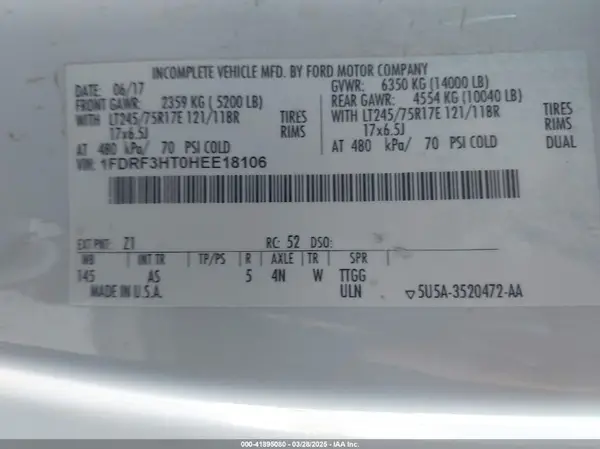 INCOMPLETE VEHICLE MFD. BY FORD MOTOR COMPANY
DATE: 06/17 GVWR: 6350 KG (14000 LB)
FRONT GAWR: 2359 KG ( 5200 LB) REAR GAWR: 4554 KG (10040 LB)
WITH LT245/75R17E 121/118R TIRES WITH LT245/75R17E 121/118R TIRES
17x6.5J RIMS 17x6.5J RIMS
AT 480 kPa/ 70 PSI COLD AT 480 kPa/ 70 PSI COLD DUAL
VIN: 1FDRF3HT0HEE18106
EXT PNT: Z1 RC: 52 DSO:
WB INT TR TP/PS R AXLE TR SPR
145 AS 5 4N W TTGG
MADE IN U.S.A. ULN ▽5U5A-3520472-AA
000-41895080 | 03/28/2025 - IAAI.COM